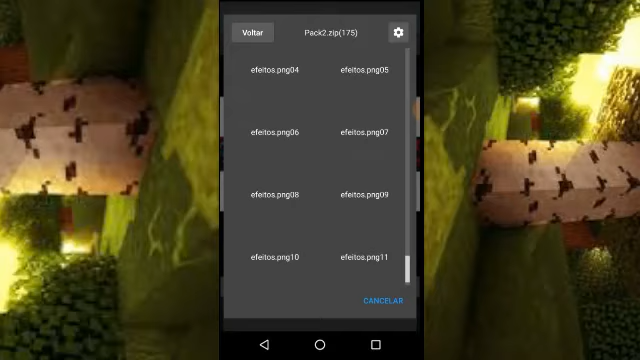 Voltar Pack2.zip(175)
efeitos.png04 efeitos.png05
efeitos.png06 efeitos.png07
efeitos.png08 efeitos.png09
efeitos.png10 efeitos.png11
CANCELAR